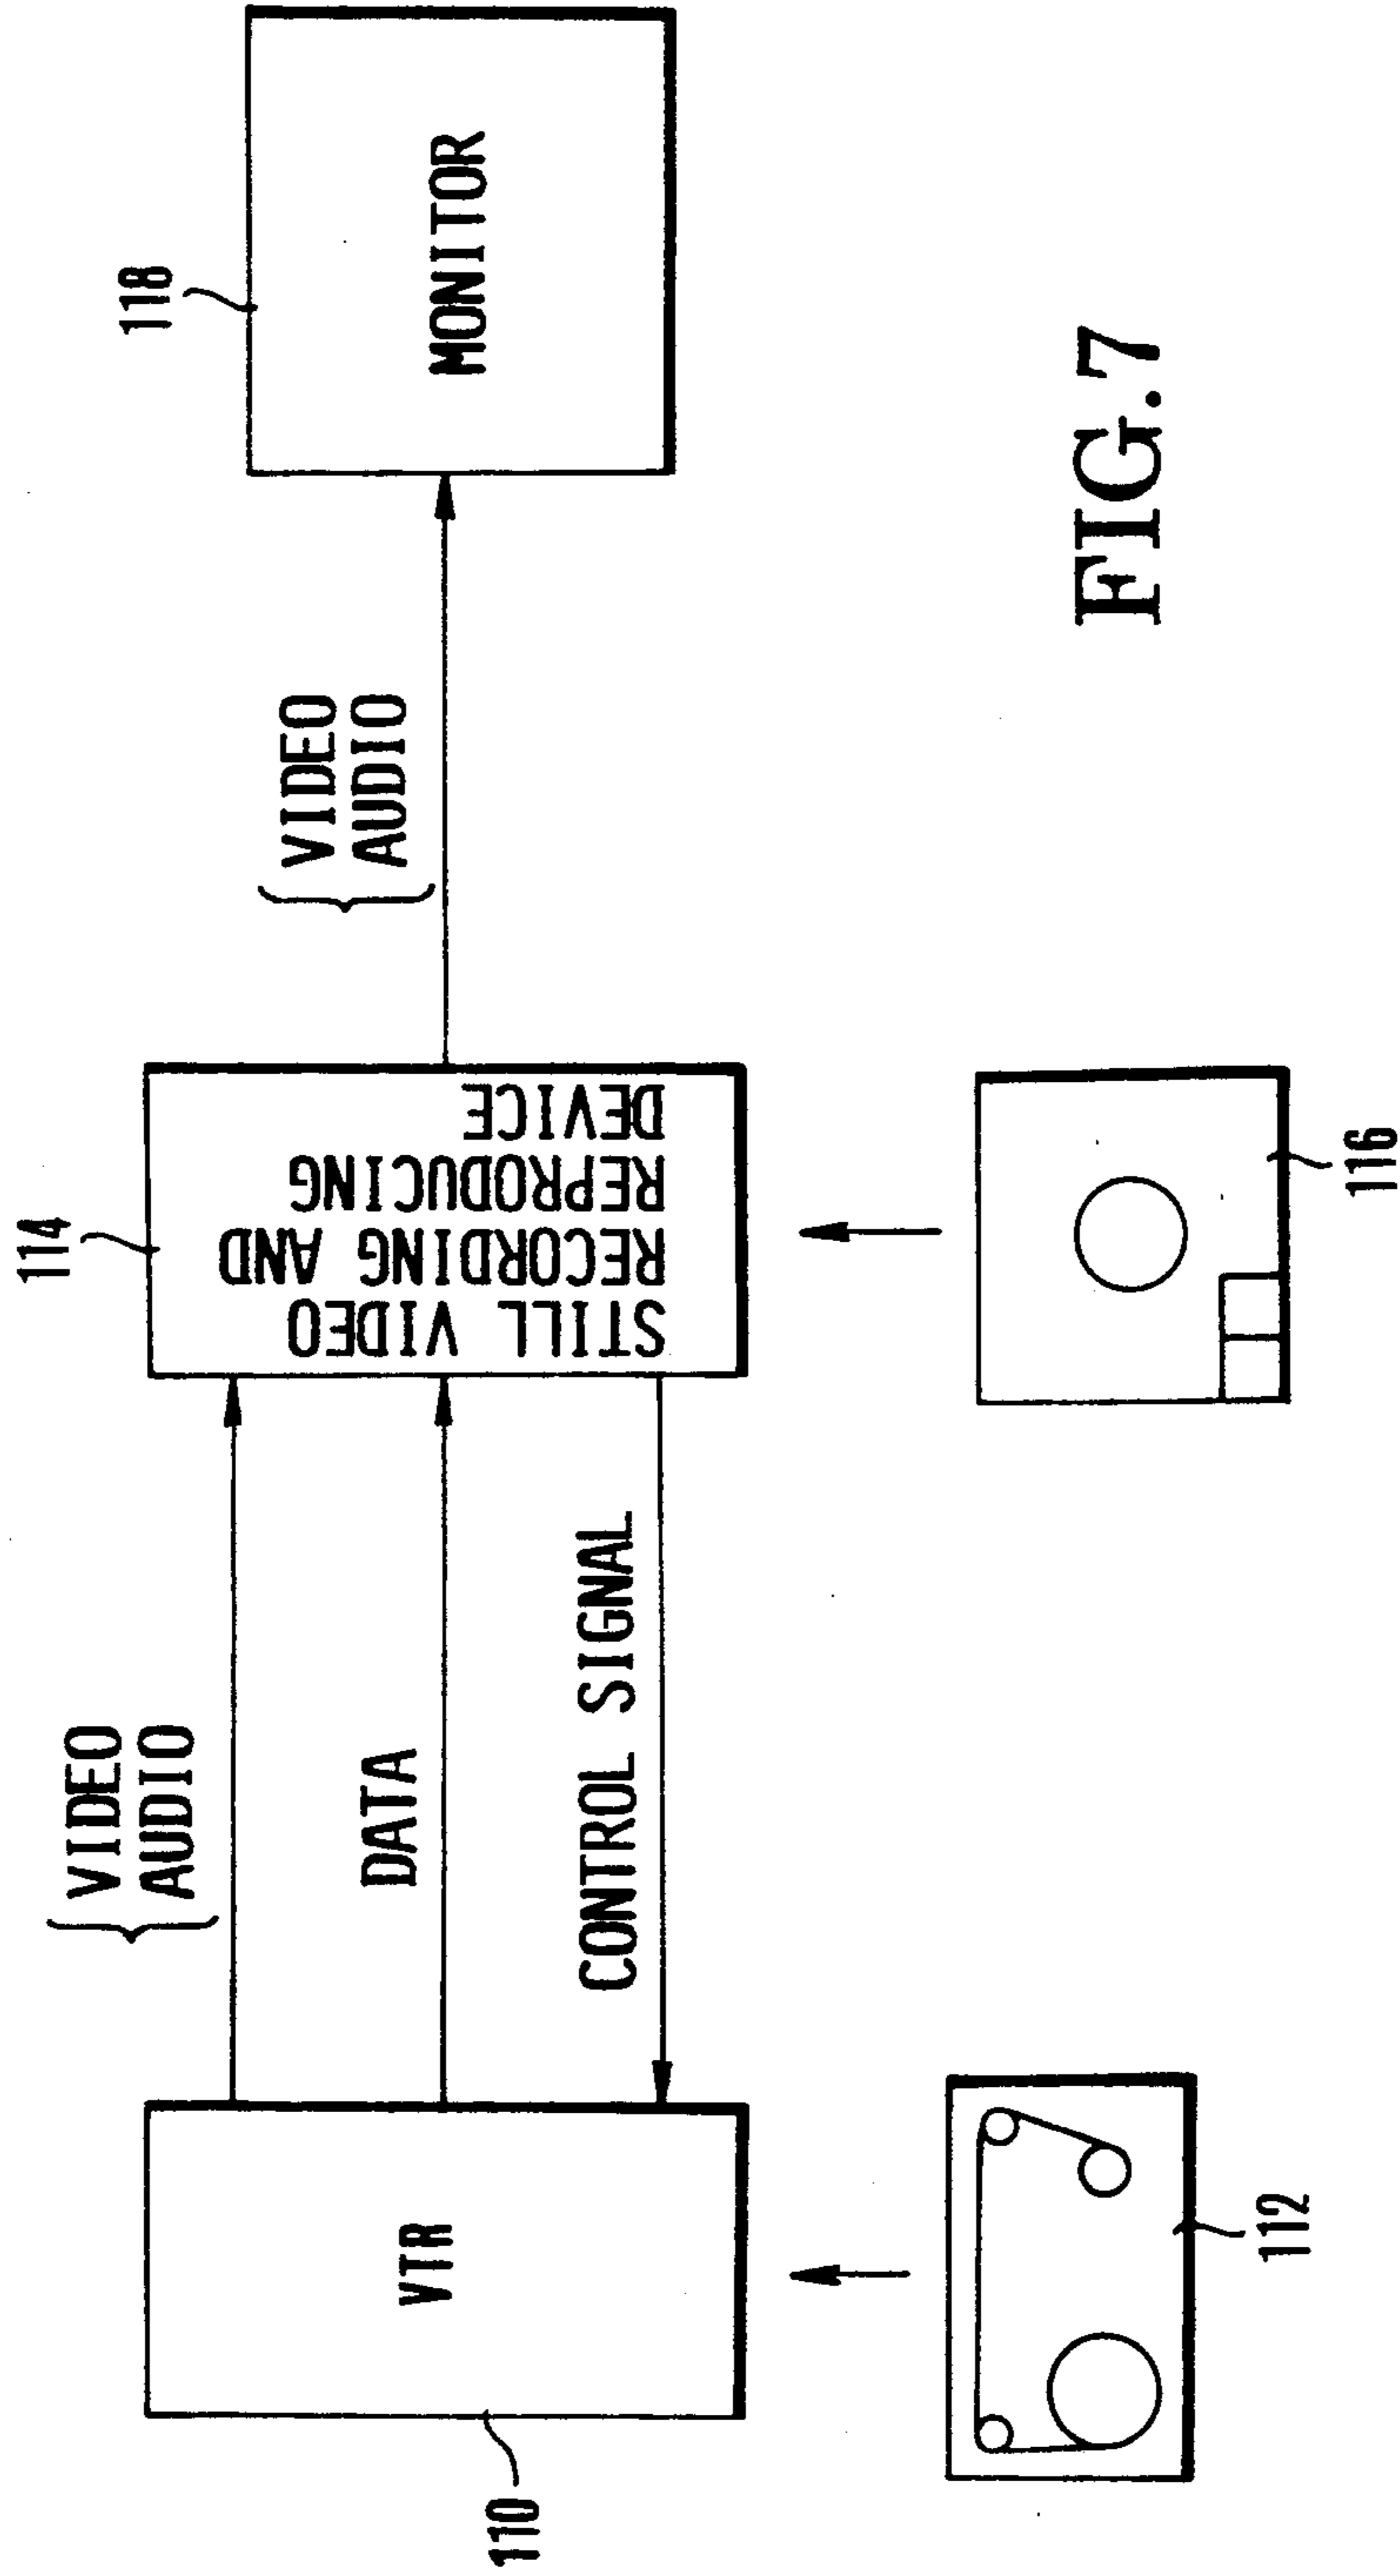 VIDEO
AUDIO
DATA
CONTROL SIGNAL
VTR
110
112
114
STILL VIDEO
RECORDING AND
REPRODUCING
DEVICE
116
VIDEO
AUDIO
118
MONITOR
FIG.7